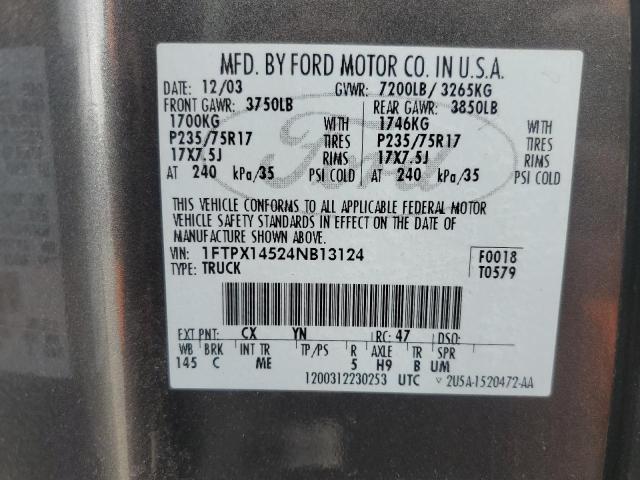 MFD. BY FORD MOTOR CO. IN U.S.A.
DATE: 12/03 GVWR: 7200LB/ 3265KG
FRONT GAWR: 3750LB REAR GAWR: 3850LB
1700KG WITH 1746KG WITH
P235/75R17 TIRES P235/75R17 TIRES
17X7.5J RIMS 17X7.5J RIMS
AT 240 kPa/35 PSI COLD AT 240 kPa/35 PSI COLD
Ford
THIS VEHICLE CONFORMS TO ALL APPLICABLE FEDERAL MOTOR
VEHICLE SAFETY STANDARDS IN EFFECT ON THE DATE OF
MANUFACTURE SHOWN ABOVE.
VIN: 1FTPX14524NB13124 F0018
TYPE: TRUCK T0579
EXT PNT: CX YN RC: 47 DSO:
WB BRK INT TR TP/PS R AXLE TR SPR
145 C ME 5 H9 B UM
1200312230253 UTC ▽ 2U5A-1520472-AA